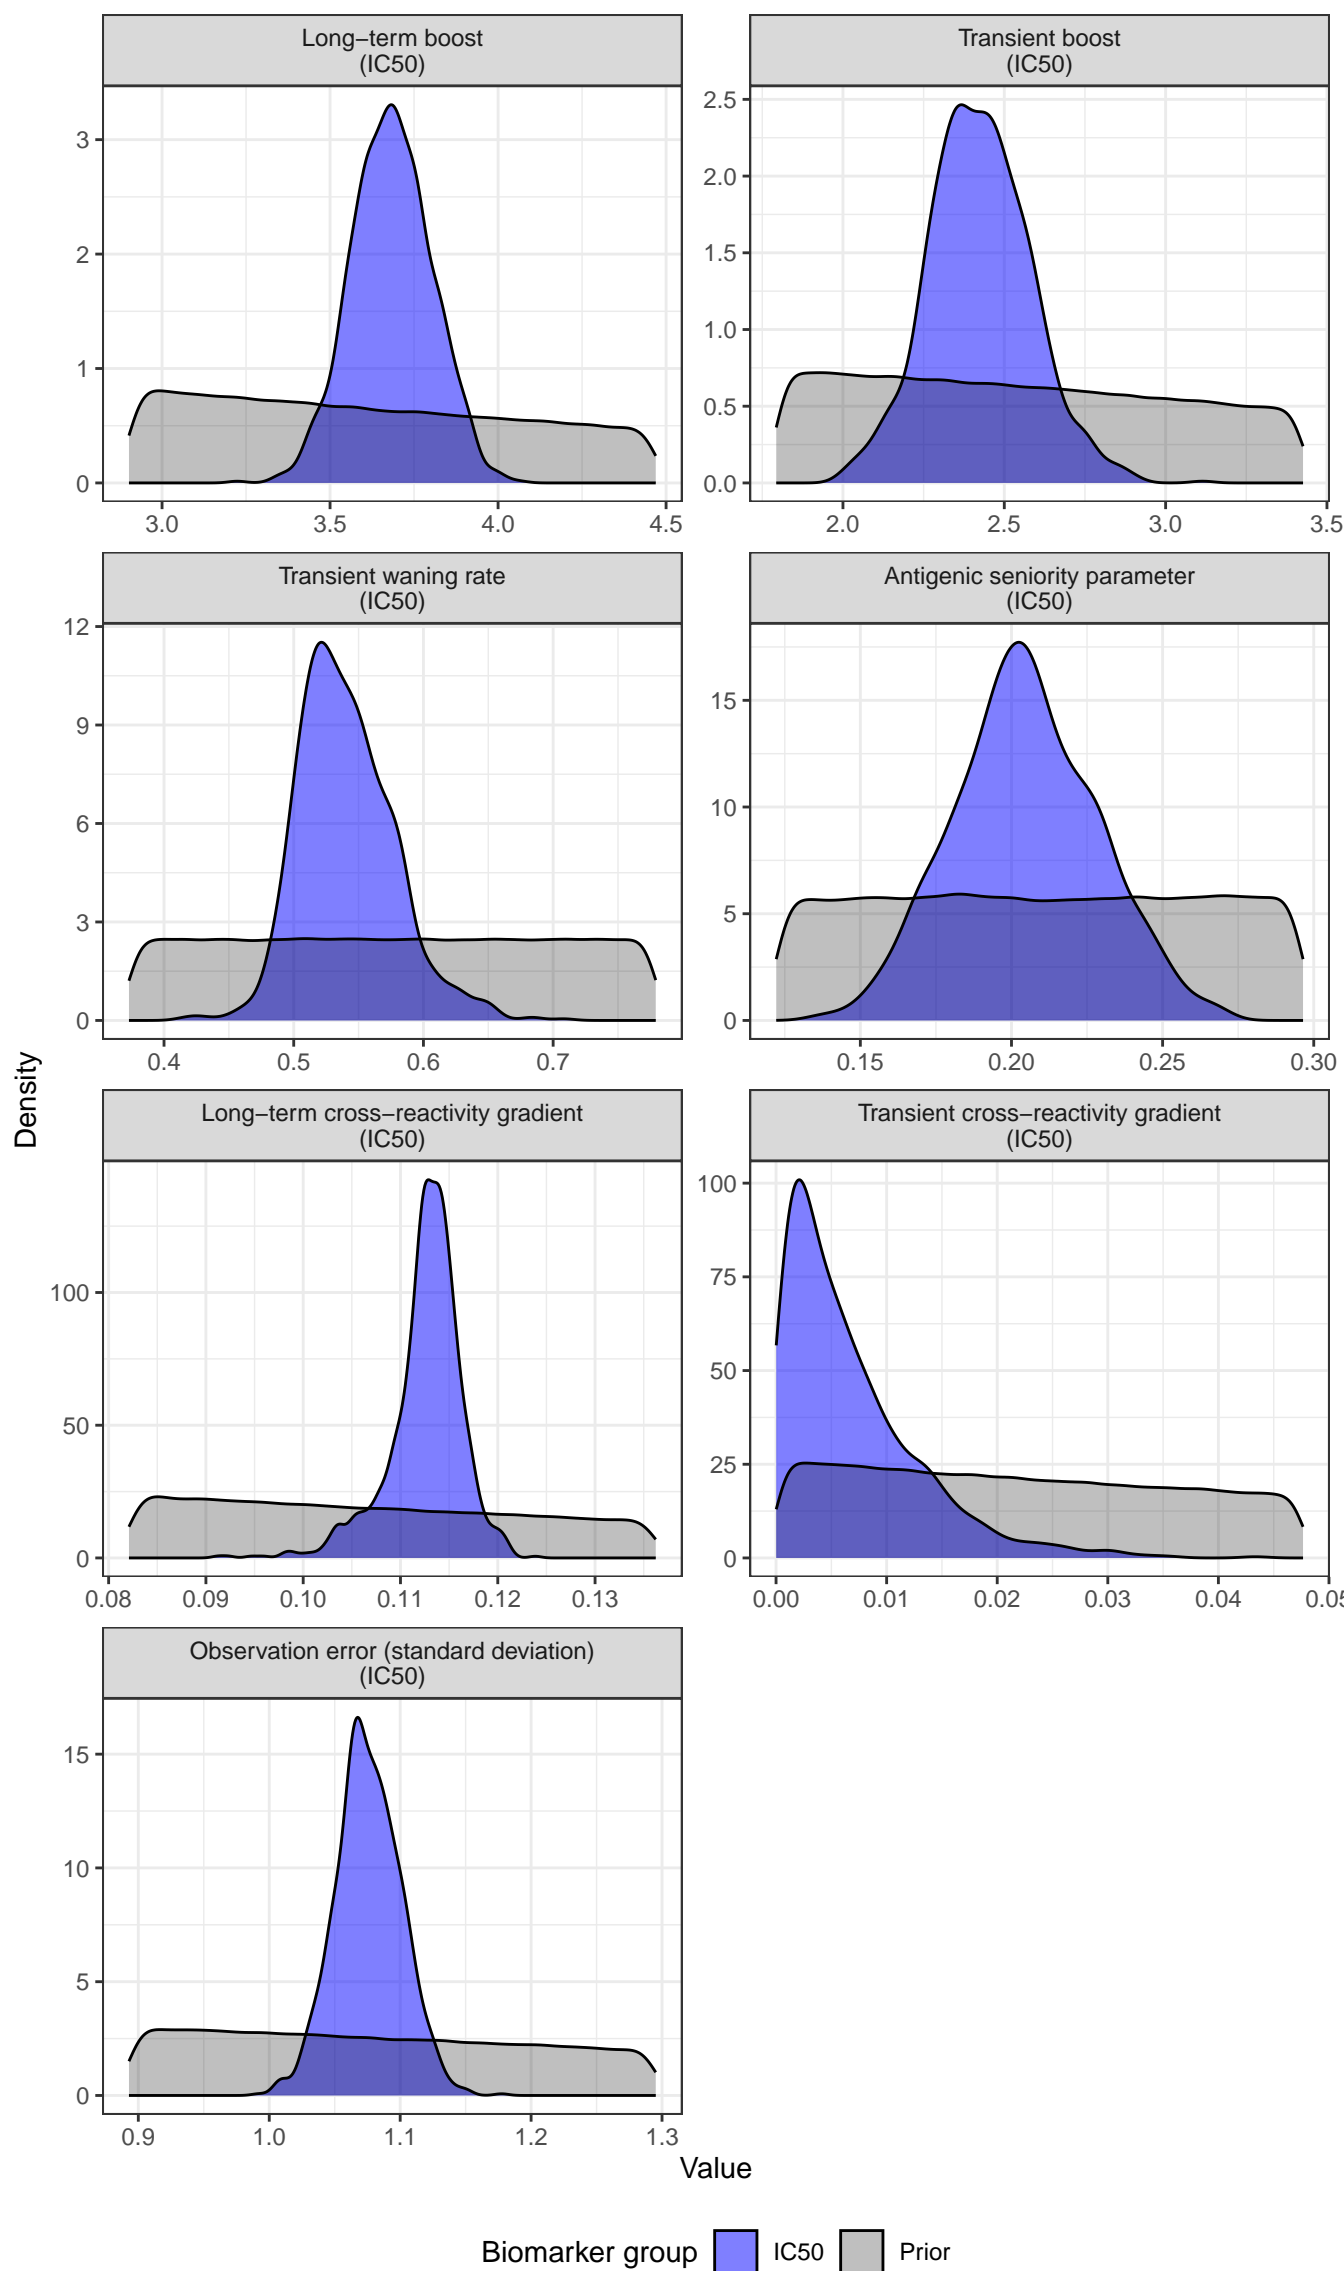 Long−term boost
(IC50)
Transient boost
(IC50)
3
2
1
0
2.5
2.0
1.5
1.0
0.5
0.0
3.0 3.5 4.0 4.5
2.0 2.5 3.0 3.5
Transient waning rate
(IC50)
Antigenic seniority parameter
(IC50)
12
9
6
3
0
15
10
5
0
0.4 0.5 0.6 0.7
0.15 0.20 0.25 0.30
Density
Long−term cross−reactivity gradient
(IC50)
Transient cross−reactivity gradient
(IC50)
100
50
0
100
75
50
25
0
0.08 0.09 0.10 0.11 0.12 0.13
0.00 0.01 0.02 0.03 0.04 0.05
Observation error (standard deviation)
(IC50)
15
10
5
0
0.9 1.0 1.1 1.2 1.3
Value
Biomarker group IC50 Prior